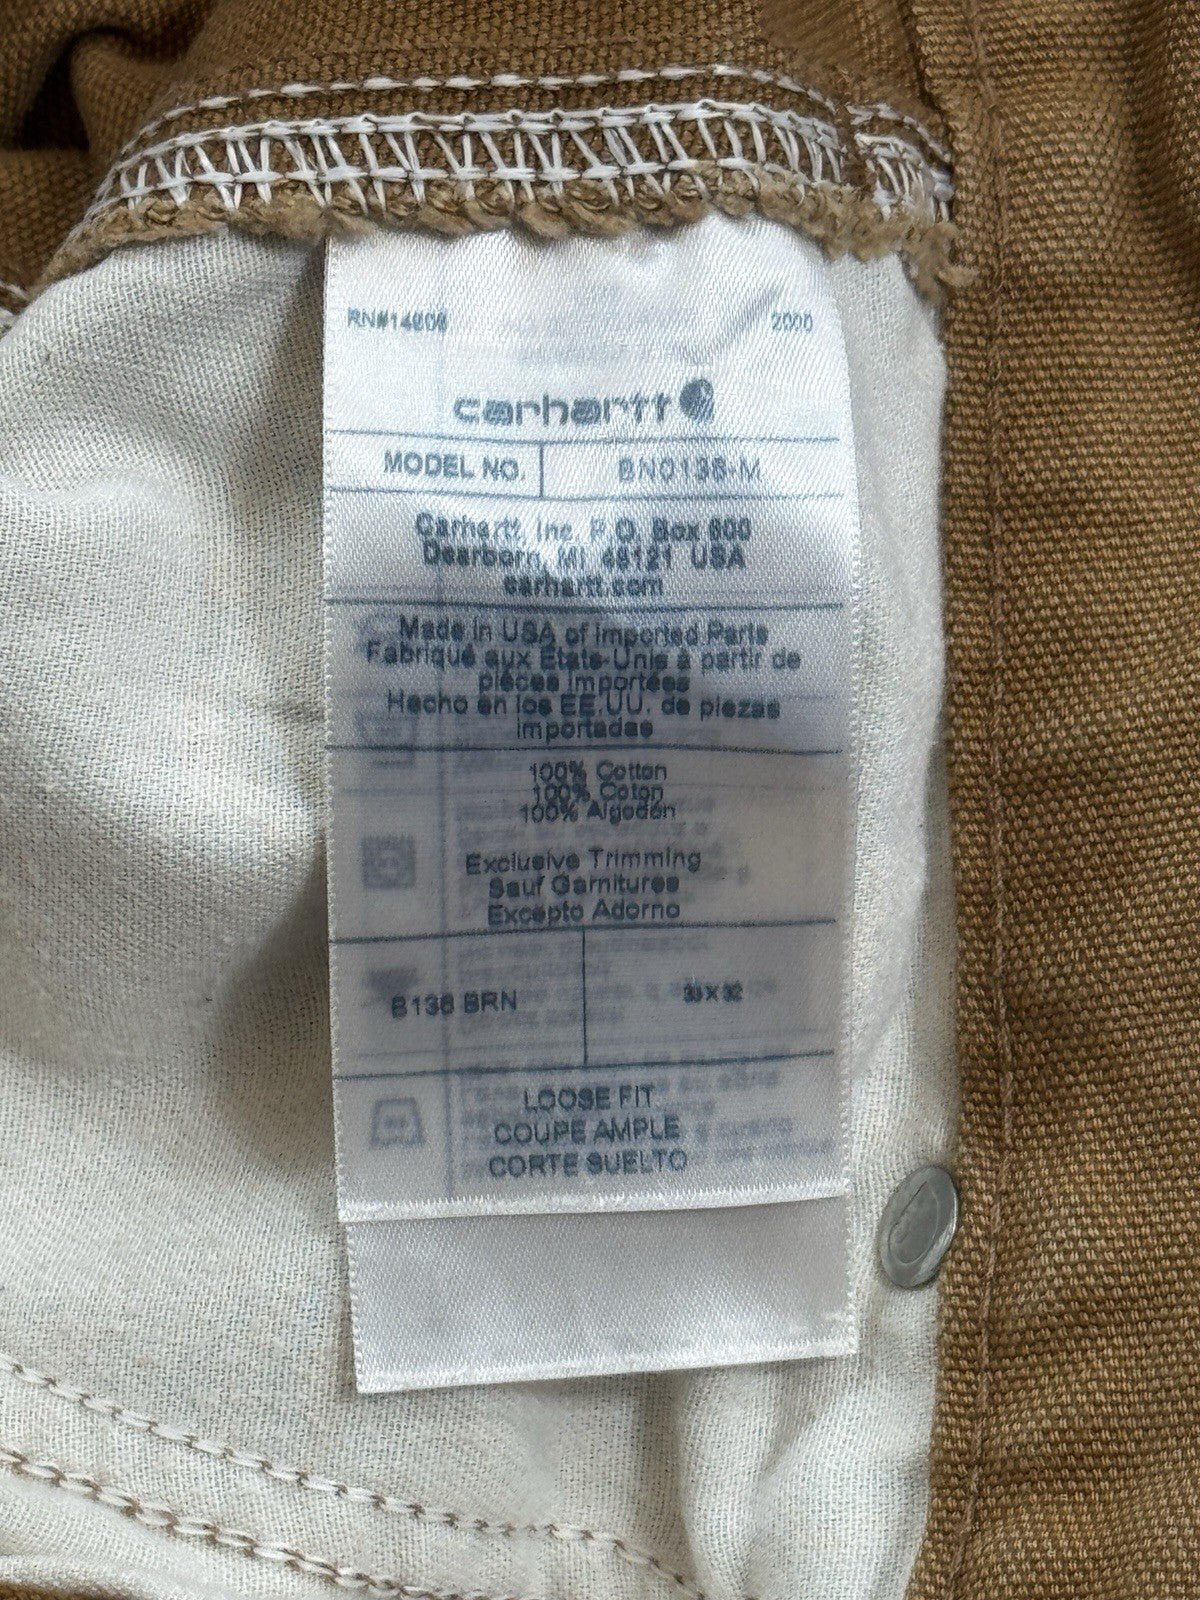 RN#14806 2000
carhartt
MODEL NO. BN0136-M
Carhartt, Inc. P.O. Box 600
Dearborn, MI 48121 USA
carhartt.com
Made in USA of Imported Parts
Fabriqué aux États-Unis à partir de
pièces importées
Hecho en los EE.UU. de piezas
importadas
100% Cotton
100% Coton
100% Algodón
Exclusive Trimming
Sauf Garnitures
Excepto Adorno
B136 BRN
LOOSE FIT
COUPE AMPLE
CORTE SUELTO